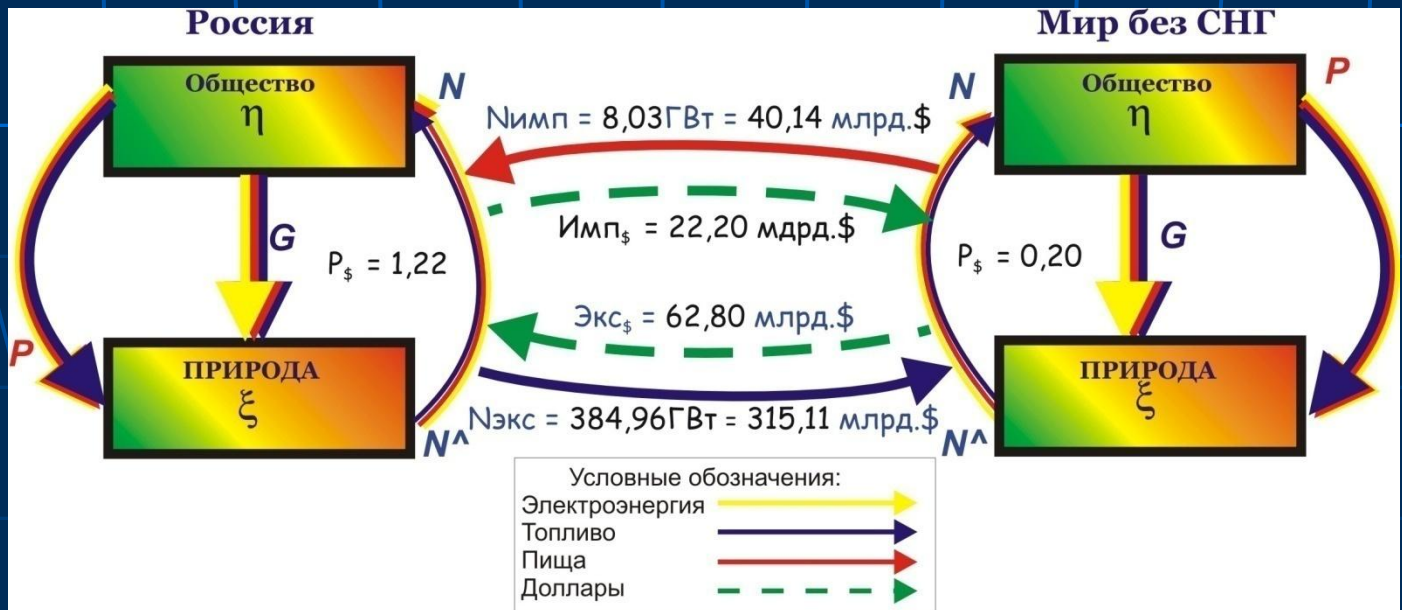 Россия
Мир без СНГ
Общество
η
N
Nимп = 8,03ГВт = 40,14 млрд.$
N
Общество
η
P
Имп$ = 22,20 мдрд.$
G
P$ = 1,22
P$ = 0,20
G
Экс$ = 62,80 млрд.$
P
ПРИРОДА
ξ
ПРИРОДА
ξ
N^
Nэкс = 384,96ГВт = 315,11 млрд.$
N^
Условные обозначения:
Электроэнергия
Топливо
Пища
Доллары